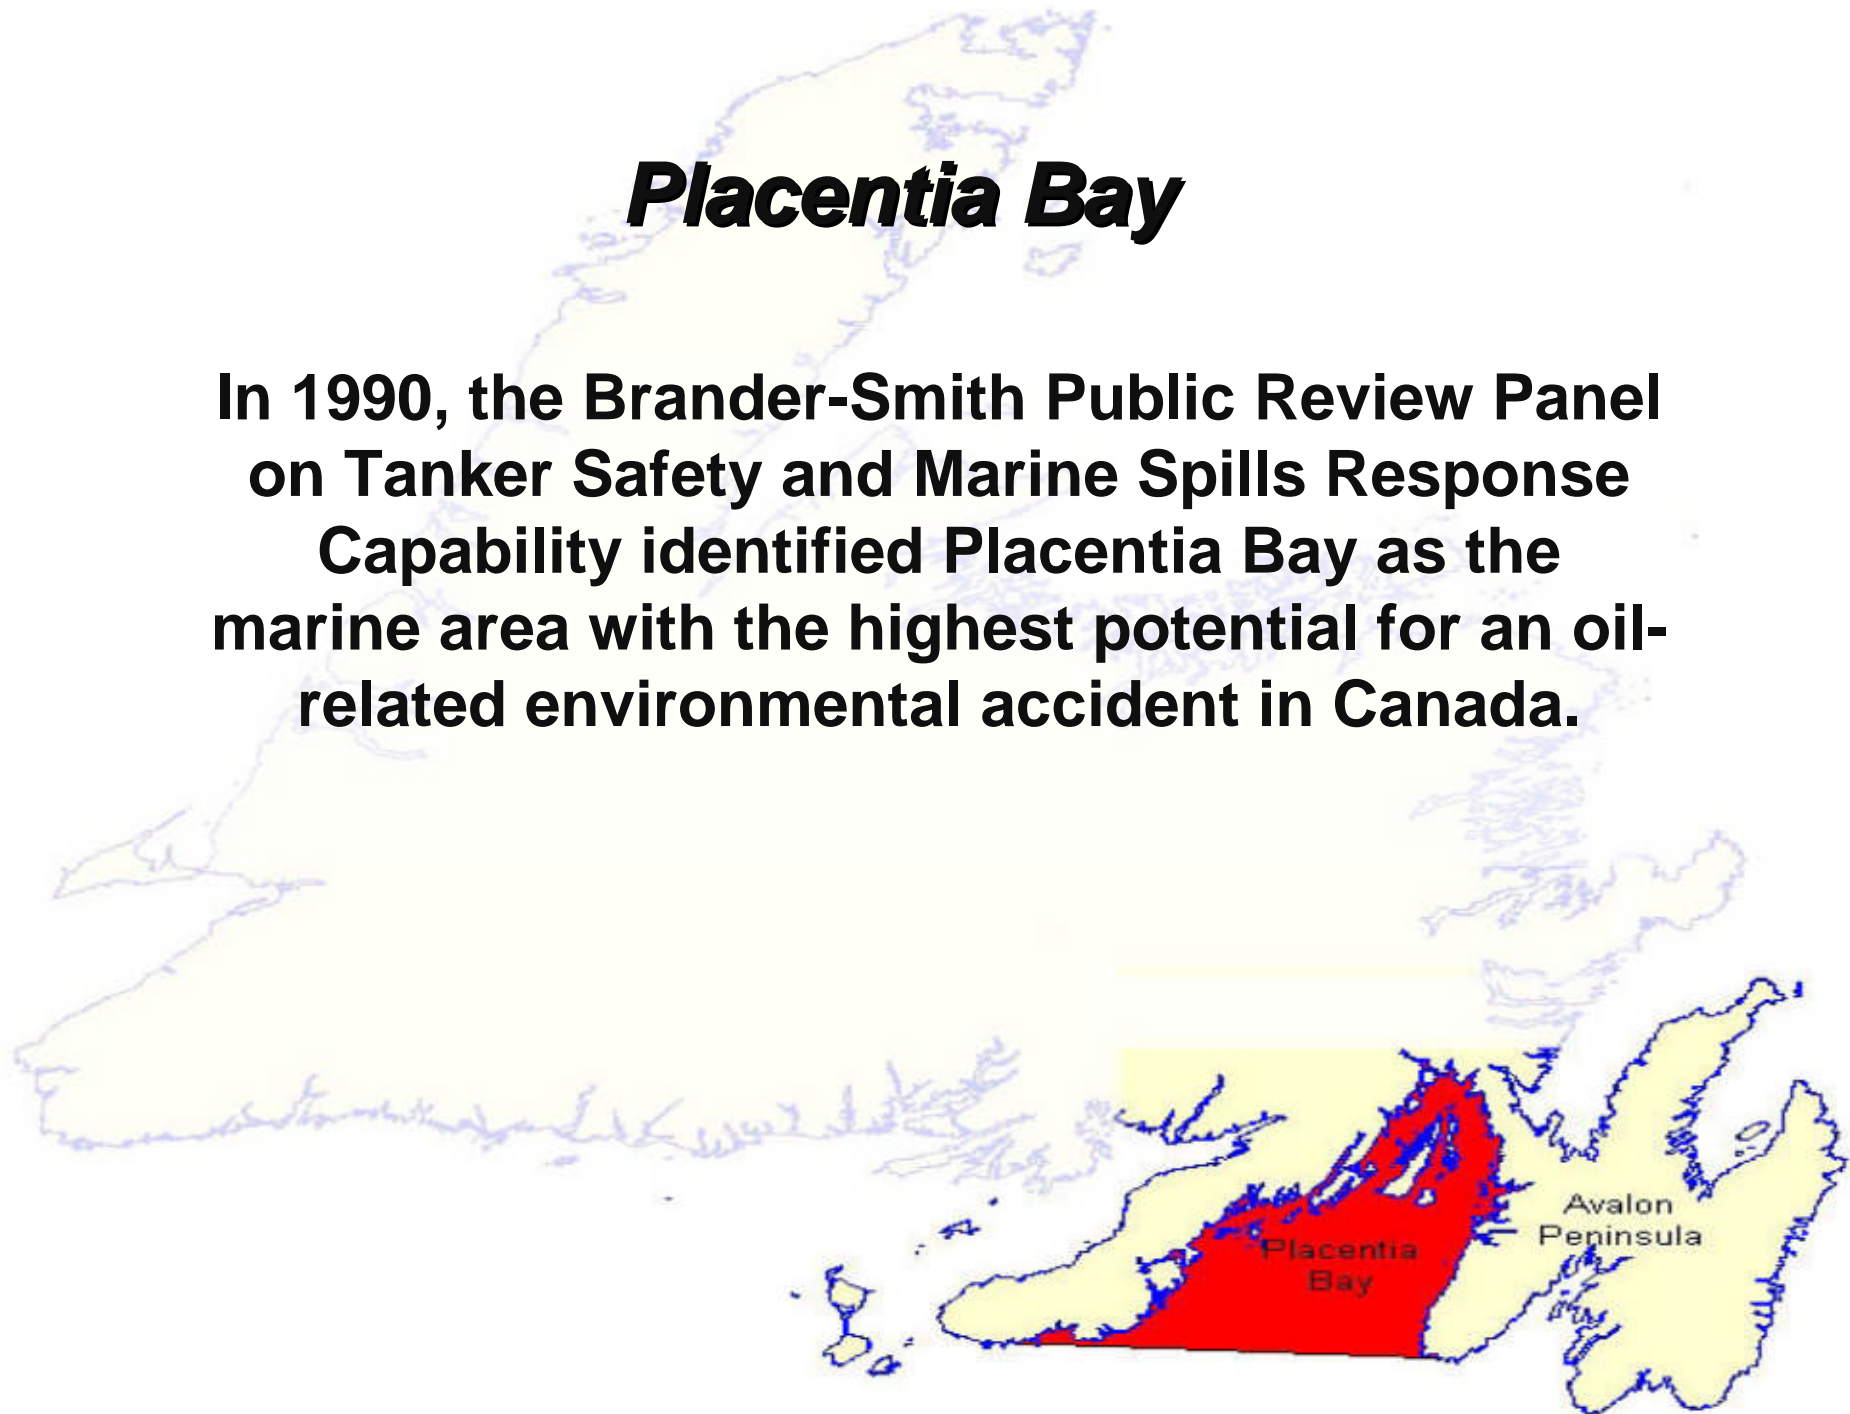 Placentia Bay
In 1990, the Brander-Smith Public Review Panel
on Tanker Safety and Marine Spills Response
Capability identified Placentia Bay as the
marine area with the highest potential for an oil-
related environmental accident in Canada.
Avalon
Peninsula
Placentia
Bay